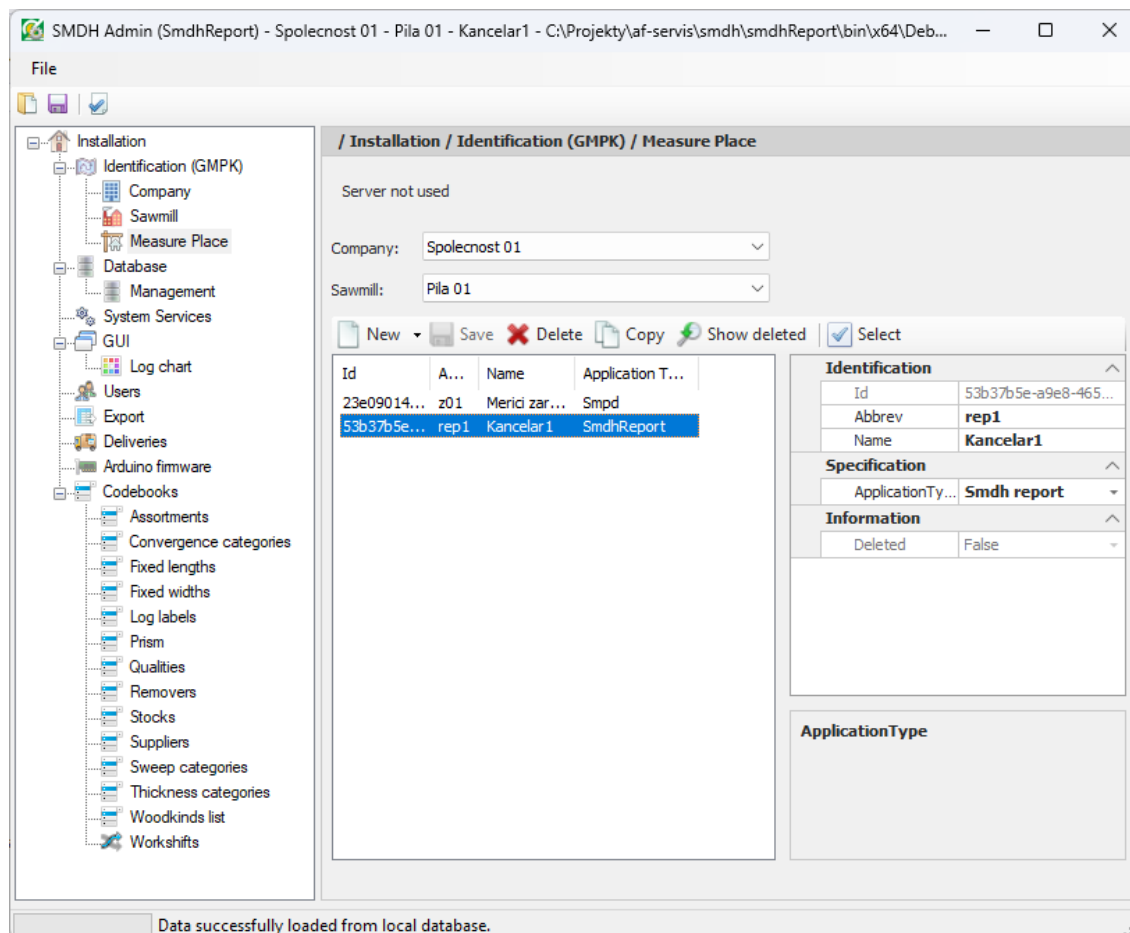 SMDH Admin (SmdhReport) - Spolecnost 01 - Pila 01 - Kancelar1 - C:\Projekty\af-servis\smdh\smdhReport\bin\x64\Deb...
File
Installation
Identification (GMPK)
Company
Sawmill
Measure Place
Database
Management
System Services
GUI
Log chart
Users
Export
Deliveries
Arduino firmware
Codebooks
Assortments
Convergence categories
Fixed lengths
Fixed widths
Log labels
Prism
Qualities
Removers
Stocks
Suppliers
Sweep categories
Thickness categories
Woodkinds list
Workshifts
/ Installation / Identification (GMPK) / Measure Place
Server not used
Company: Spolecnost 01
Sawmill: Pila 01
New Save Delete Copy Show deleted Select
Id A... Name Application T...
23e09014... z01 Merici zar... Smpd
53b37b5e... rep1 Kancelar1 SmdhReport
Identification
Id 53b37b5e-a9e8-465...
Abbrev rep1
Name Kancelar1
Specification
ApplicationTy... Smdh report
Information
Deleted False
ApplicationType
Data successfully loaded from local database.